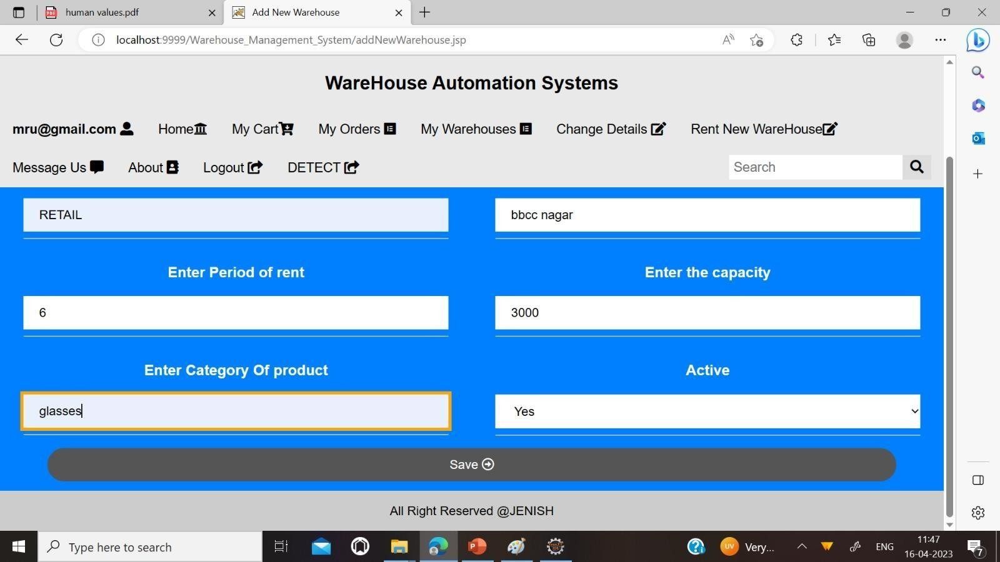 human values.pdf
Add New Warehouse
localhost:9999/Warehouse_Management_System/addNewWarehouse.jsp
WareHouse Automation Systems
mru@gmail.com Home My Cart My Orders My Warehouses Change Details Rent New WareHouse
Message Us About Logout DETECT Search
RETAIL
bbcc nagar
Enter Period of rent
Enter the capacity
6
3000
Enter Category Of product
Active
glasses
Yes
Save
All Right Reserved @JENISH
Type here to search
UV Very...
ENG
11:47
16-04-2023
7